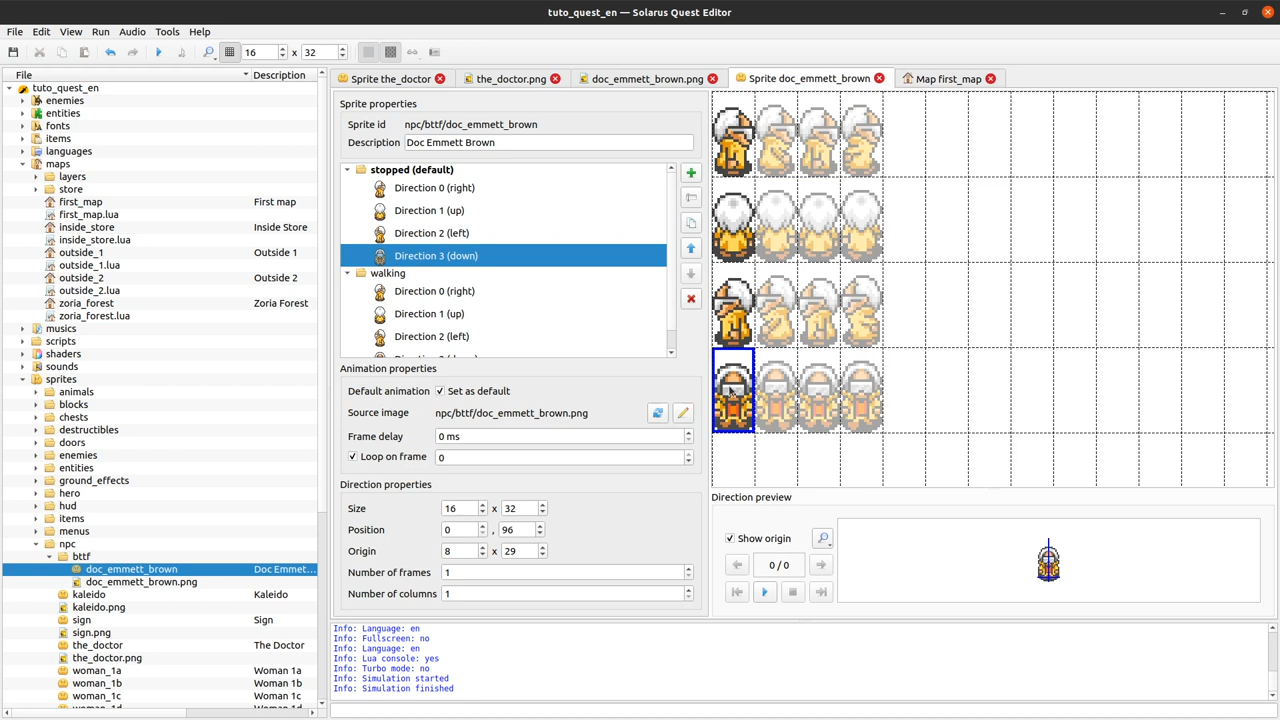 tuto_quest_en — Solarus Quest Editor
File Edit View Run Audio Tools Help
16 x 32
File Description
tuto_quest_en
enemies
entities
fonts
items
languages
maps
layers
store
first_map First map
first_map.lua
inside_store Inside Store
inside_store.lua
outside_1 Outside 1
outside_1.lua
outside_2 Outside 2
outside_2.lua
zoria_forest Zoria Forest
zoria_forest.lua
musics
scripts
shaders
sounds
sprites
animals
blocks
chests
destructibles
doors
enemies
entities
ground_effects
hero
hud
items
menus
npc
bttf
doc_emmett_brown Doc Emmet...
doc_emmett_brown.png
kaleido Kaleido
kaleido.png
sign Sign
sign.png
the_doctor The Doctor
the_doctor.png
woman_1a Woman 1a
woman_1b Woman 1b
woman_1c Woman 1c
woman_1d Woman 1d
Sprite the_doctor the_doctor.png doc_emmett_brown.png Sprite doc_emmett_brown Map first_map
Sprite properties
Sprite id npc/bttf/doc_emmett_brown
Description Doc Emmett Brown
stopped (default)
Direction 0 (right)
Direction 1 (up)
Direction 2 (left)
Direction 3 (down)
walking
Direction 0 (right)
Direction 1 (up)
Direction 2 (left)
Animation properties
Default animation Set as default
Source image npc/bttf/doc_emmett_brown.png
Frame delay 0 ms
Loop on frame 0
Direction properties
Size 16 x 32
Position 0 , 96
Origin 8 x 29
Number of frames 1
Number of columns 1
Direction preview
Show origin
0 / 0
Info: Language: en
Info: Fullscreen: no
Info: Language: en
Info: Lua console: yes
Info: Turbo mode: no
Info: Simulation started
Info: Simulation finished